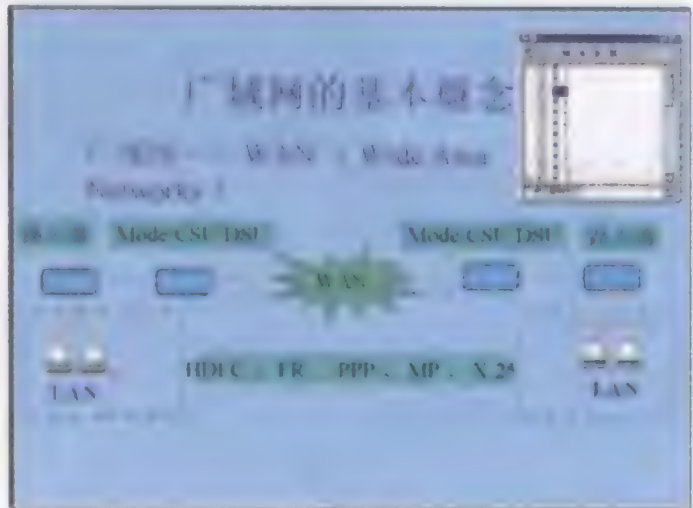 广域网的基本概念
WAN ( Wide Area
Networks )
Mode CSU DSU
Mode CSU DSU
WAN
HDLC 、 FR 、 PPP 、 MP 、 X.25
LAN
LAN